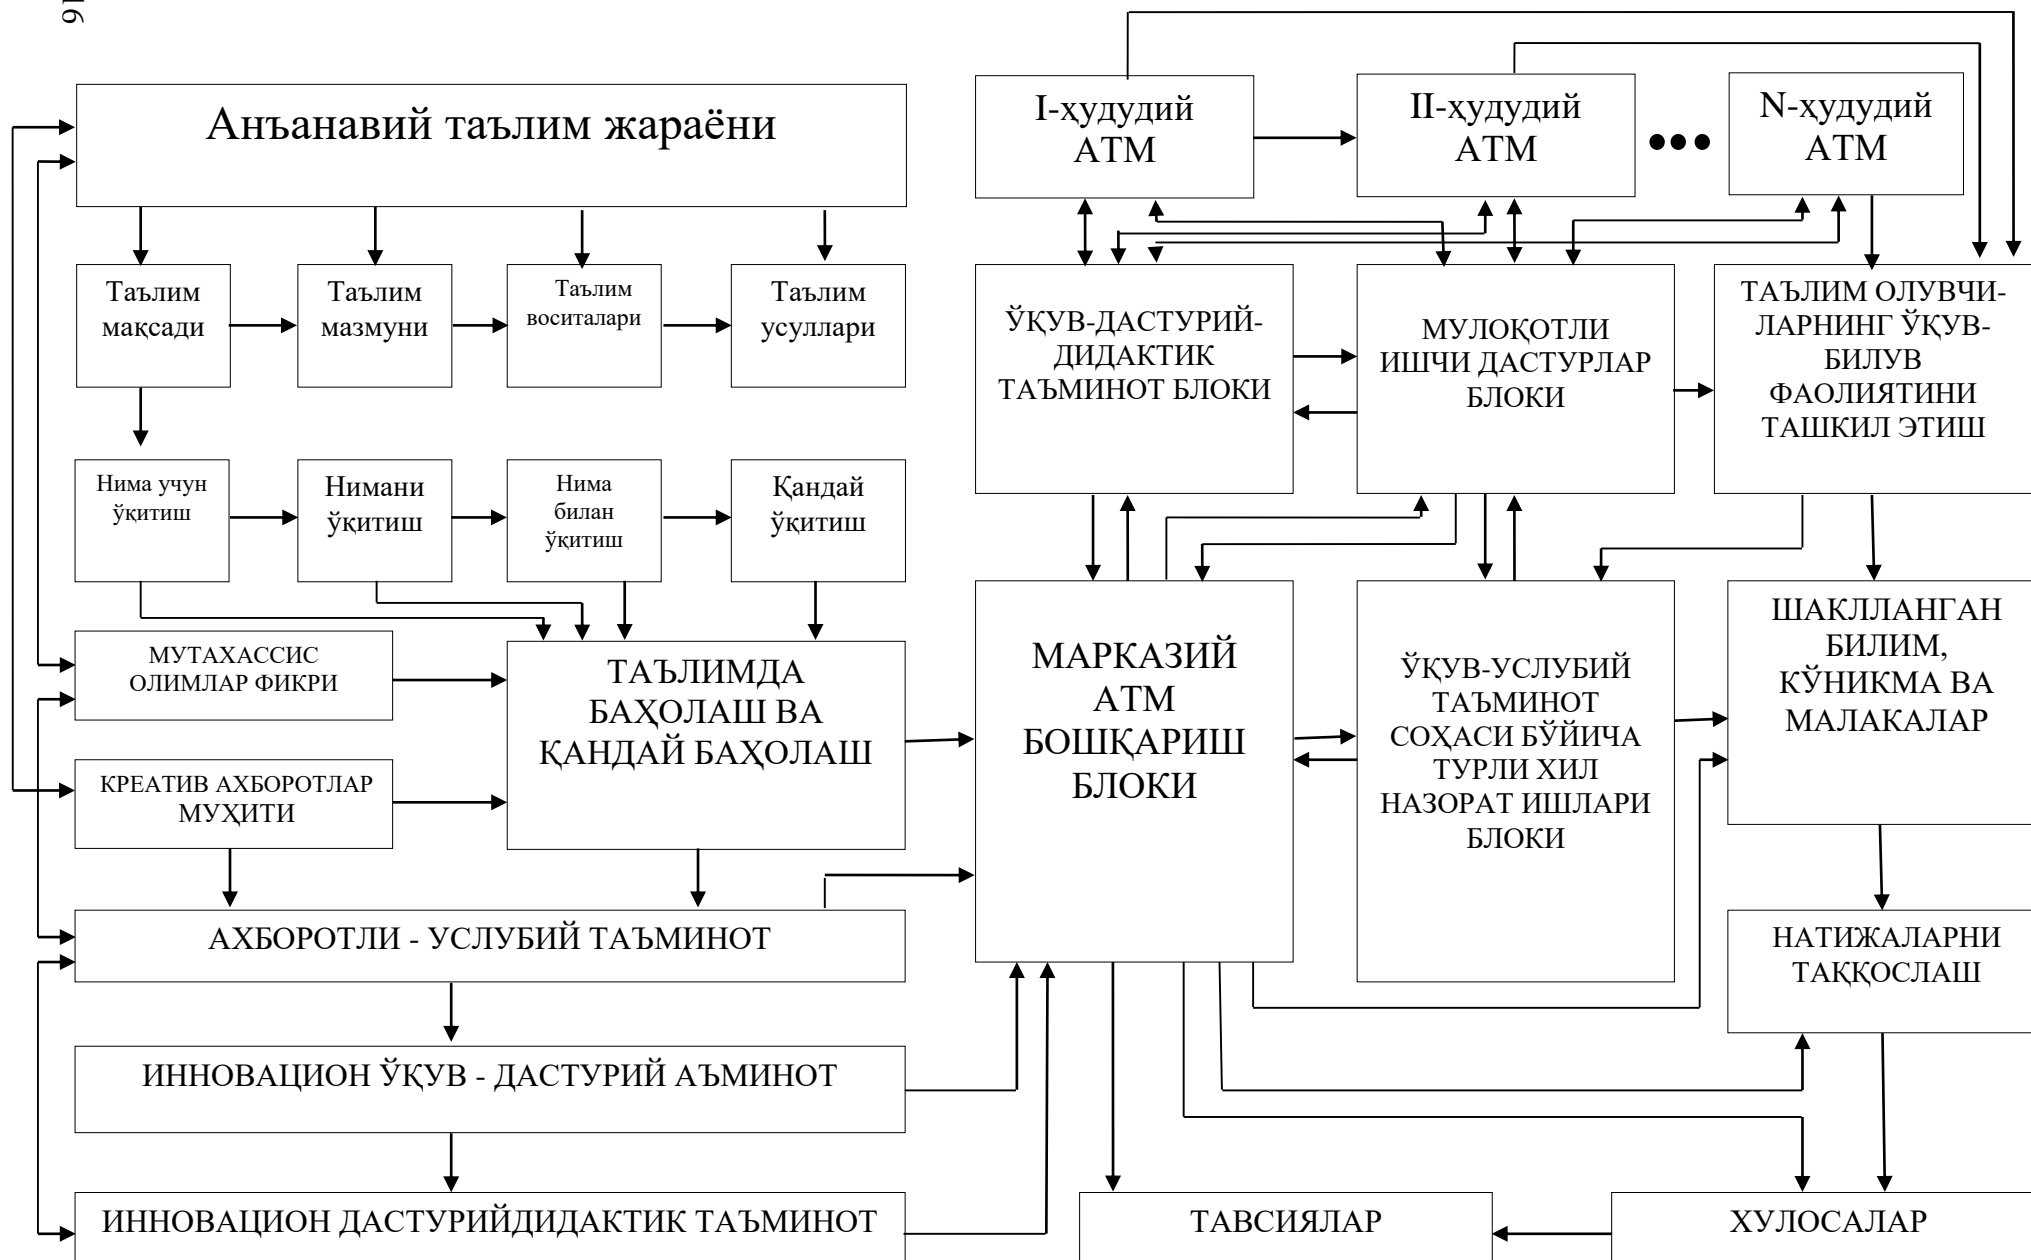 16
Анъанавий таълим жараёни
I-ҳудудий
АТМ
II-ҳудудий
АТМ
N-ҳудудий
АТМ
Таълим
мақсади
Таълим
мазмуни
Таълим
воситалари
Таълим
усуллари
ЎҚУВ-ДАСТУРИЙ-
ДИДАКТИК
ТАЪМИНОТ БЛОКИ
МУЛОҚОТЛИ
ИШЧИ ДАСТУРЛАР
БЛОКИ
ТАЪЛИМ ОЛУВЧИ-
ЛАРНИНГ ЎҚУВ-
БИЛУВ
ФАОЛИЯТИНИ
ТАШКИЛ ЭТИШ
Нима учун
ўқитиш
Нимани
ўқитиш
Нима
билан
ўқитиш
Қандай
ўқитиш
МУТАХАССИС
ОЛИМЛАР ФИКРИ
КРЕАТИВ АХБОРОТЛАР
МУҲИТИ
ТАЪЛИМДА
БАҲОЛАШ ВА
ҚАНДАЙ БАҲОЛАШ
МАРКАЗИЙ
АТМ
БОШҚАРИШ
БЛОКИ
ЎҚУВ-УСЛУБИЙ
ТАЪМИНОТ
СОҲАСИ БЎЙИЧА
ТУРЛИ ХИЛ
НАЗОРАТ ИШЛАРИ
БЛОКИ
ШАКЛЛАНГАН
БИЛИМ,
КЎНИКМА ВА
МАЛАКАЛАР
АХБОРОТЛИ - УСЛУБИЙ ТАЪМИНОТ
НАТИЖАЛАРНИ
ТАҚҚОСЛАШ
ИННОВАЦИОН ЎҚУВ - ДАСТУРИЙ АЪМИНОТ
ИННОВАЦИОН ДАСТУРИЙДИДАКТИК ТАЪМИНОТ
ТАВСИЯЛАР
ХУЛОСАЛАР